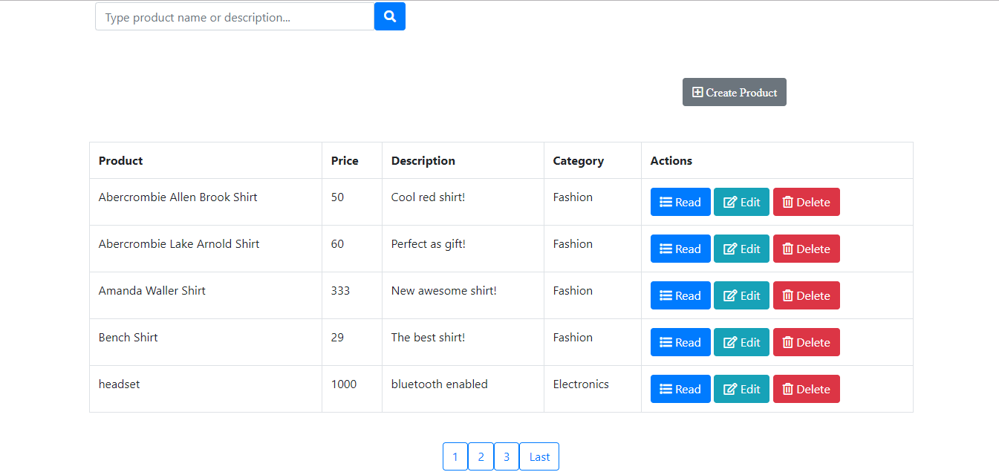 Type product name or description...
Create Product
Product Price Description Category Actions
Abercrombie Allen Brook Shirt 50 Cool red shirt! Fashion Read Edit Delete
Abercrombie Lake Arnold Shirt 60 Perfect as gift! Fashion Read Edit Delete
Amanda Waller Shirt 333 New awesome shirt! Fashion Read Edit Delete
Bench Shirt 29 The best shirt! Fashion Read Edit Delete
headset 1000 bluetooth enabled Electronics Read Edit Delete
1 2 3 Last